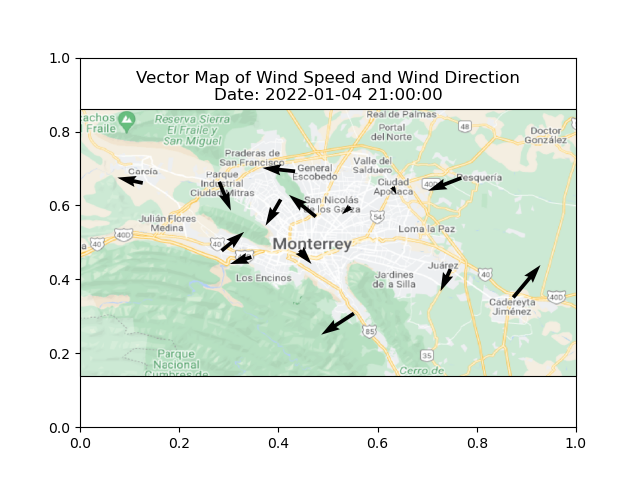 Vector Map of Wind Speed and Wind Direction
Date: 2022-01-04 21:00:00
1.0
0.8
0.6
0.4
0.2
0.0
0.0
0.2
0.4
0.6
0.8
1.0
achos
Fraile
Reserva Sierra
El Fraile y
San Miguel
Real de Palmas
Portal
del Norte
48
Doctor
González
García
Praderas de
San Francisco
General
Escobedo
Valle del
Salduero
Parque
Industrial
Ciudad Mitras
Ciudad
Apodaca
Pesquería
San Nicolás
de los Garza
54
Julián Flores
Medina
Loma la Paz
40
40D
40
Monterrey
Los Encinos
Jardines
de la Silla
Juárez
40
Cadereyta
Jiménez
40D
85
35
Parque
Nacional
Cumbres de
Cerro de